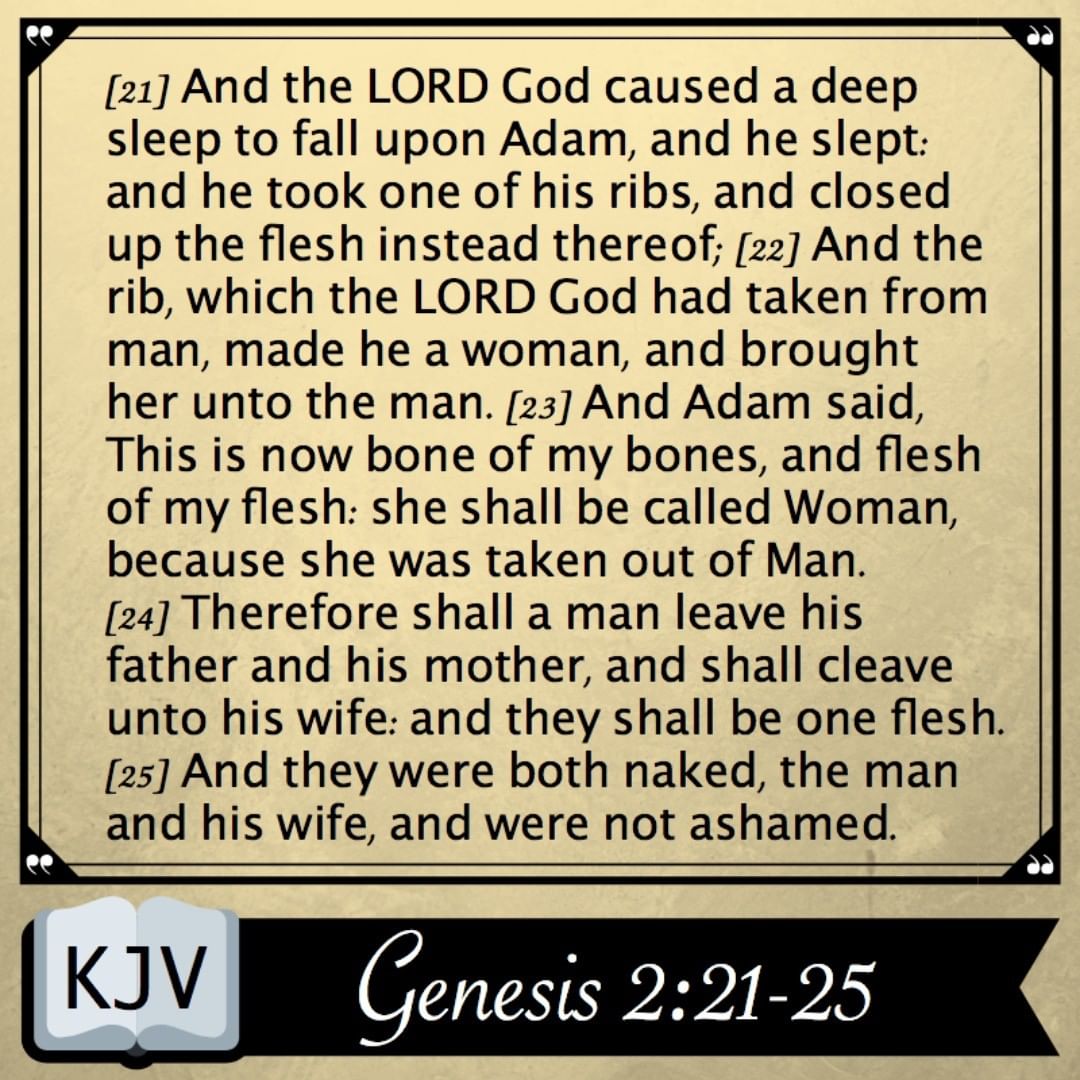 [21] And the LORD God caused a deep
sleep to fall upon Adam, and he slept:
and he took one of his ribs, and closed
up the flesh instead thereof; [22] And the
rib, which the LORD God had taken from
man, made he a woman, and brought
her unto the man. [23] And Adam said,
This is now bone of my bones, and flesh
of my flesh: she shall be called Woman,
because she was taken out of Man.
[24] Therefore shall a man leave his
father and his mother, and shall cleave
unto his wife: and they shall be one flesh.
[25] And they were both naked, the man
and his wife, and were not ashamed.
KJV
Genesis 2:21-25